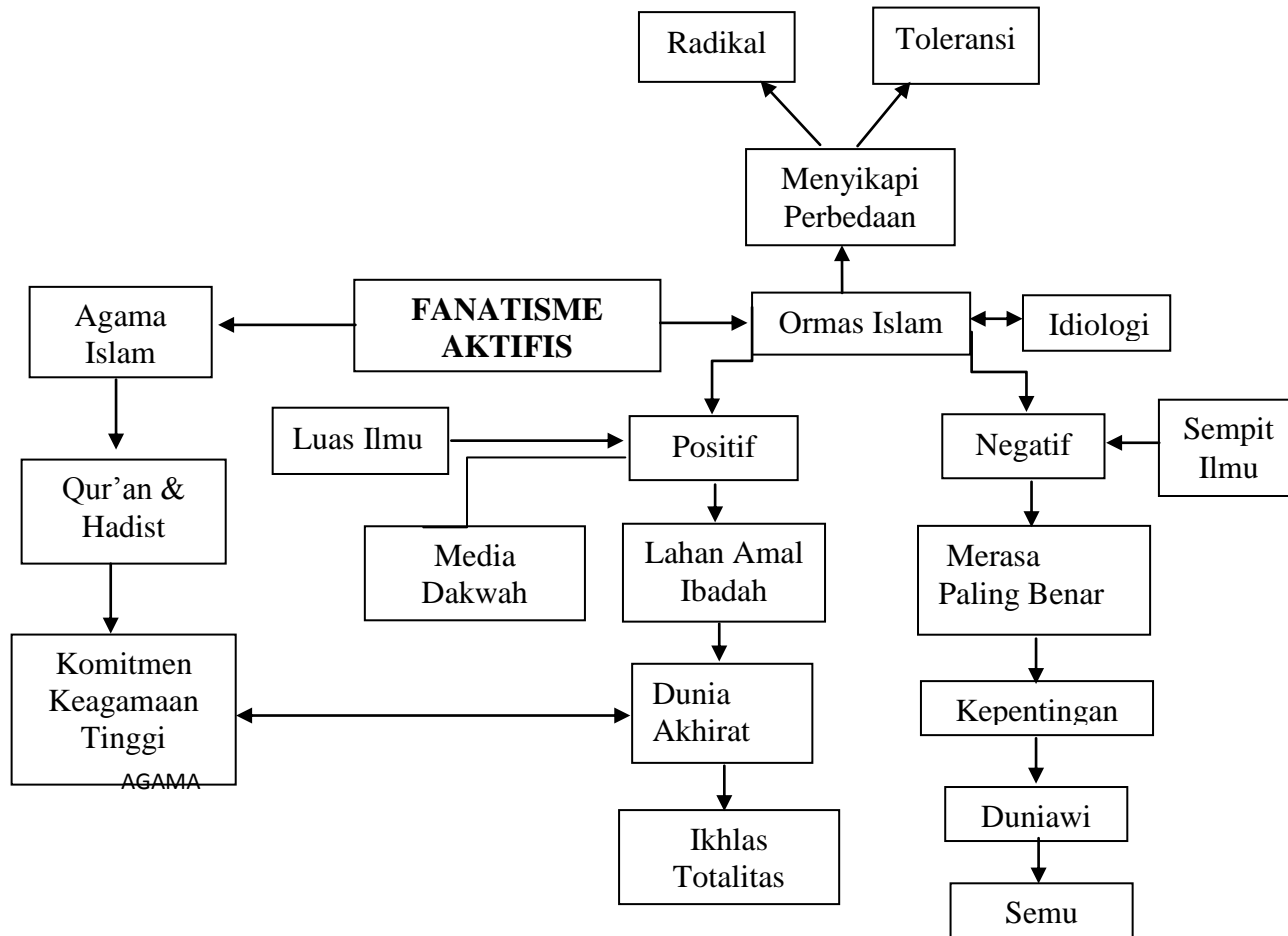 Radikal
Toleransi
Menyikapi
Perbedaan
Agama
Islam
FANATISME
AKTIFIS
Ormas Islam
Idiologi
Luas Ilmu
Positif
Negatif
Sempit
Ilmu
Qur’an &
Hadist
Media
Dakwah
Lahan Amal
Ibadah
Merasa
Paling Benar
Komitmen
Keagamaan
Tinggi
AGAMA
Dunia
Akhirat
Kepentingan
Duniawi
Ikhlas
Totalitas
Semu